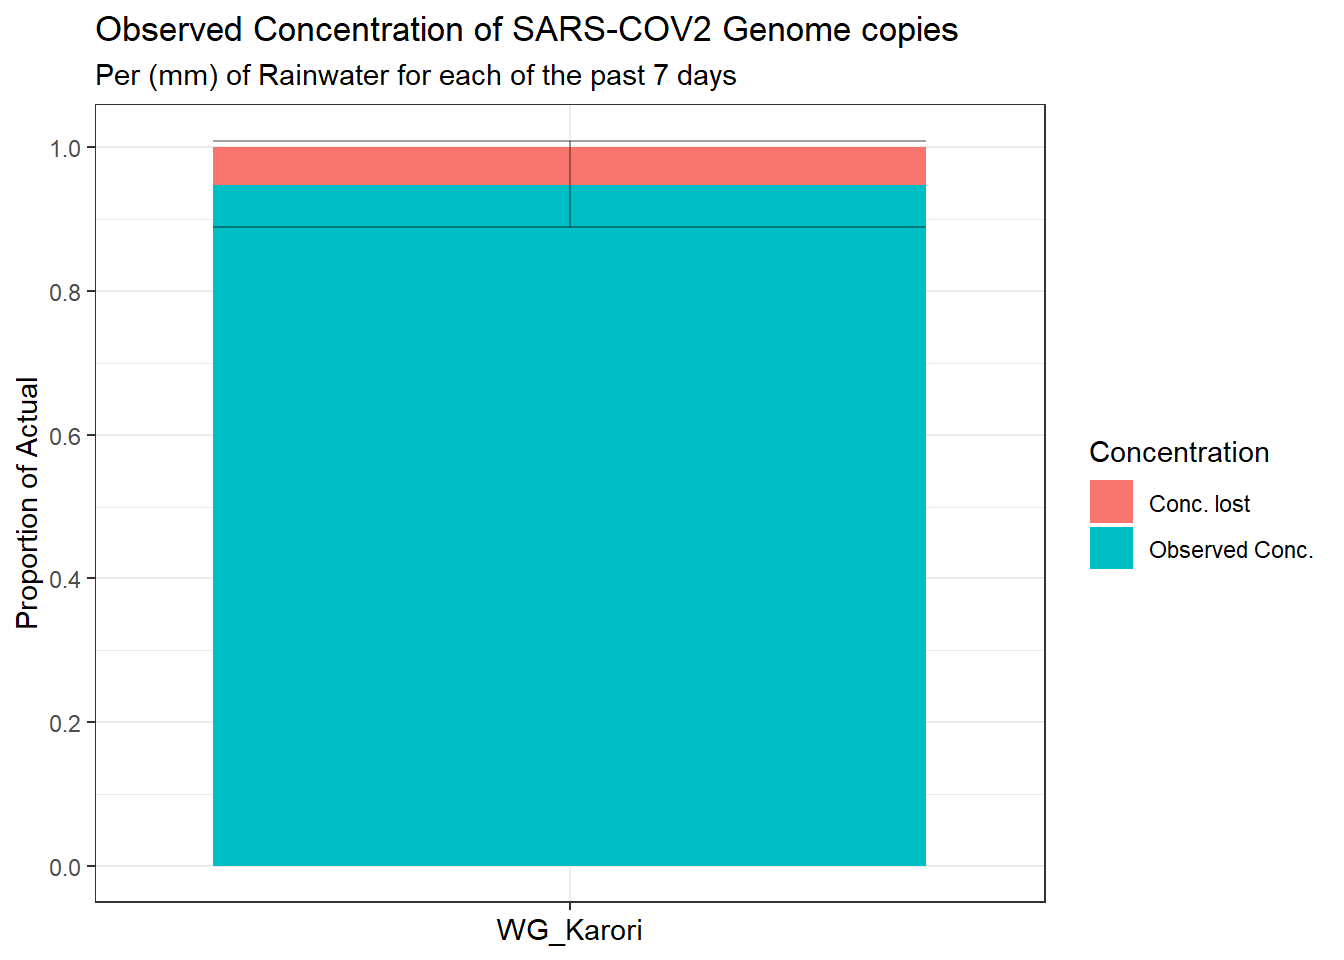 Observed Concentration of SARS-COV2 Genome copies
Per (mm) of Rainwater for each of the past 7 days
Proportion of Actual
1.0
0.8
0.6
0.4
0.2
0.0
WG_Karori
Concentration
Conc. lost
Observed Conc.